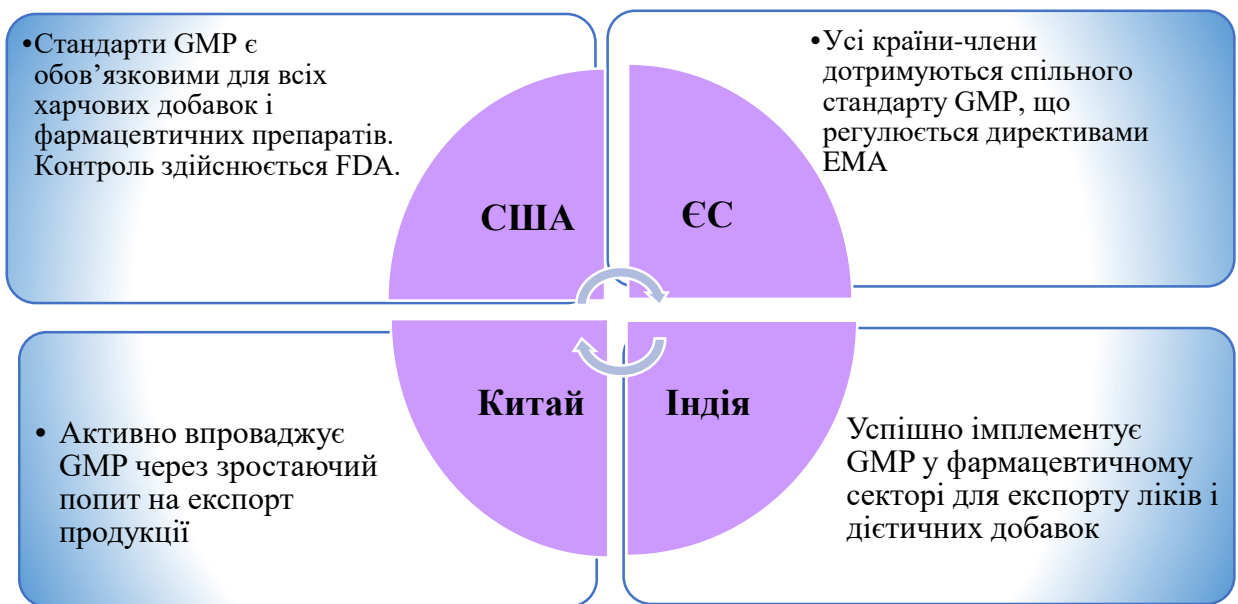 •Стандарти GMP є
обов’язковими для всіх
харчових добавок і
фармацевтичних препаратів.
Контроль здійснюється FDA.
•Усі країни-члени
дотримуються спільного
стандарту GMP, що
регулюється директивами
EMA
США
ЄС
Китай
Індія
• Активно впроваджує
GMP через зростаючий
попит на експорт
продукції
Успішно імплементує
GMP у фармацевтичному
секторі для експорту ліків і
дієтичних добавок